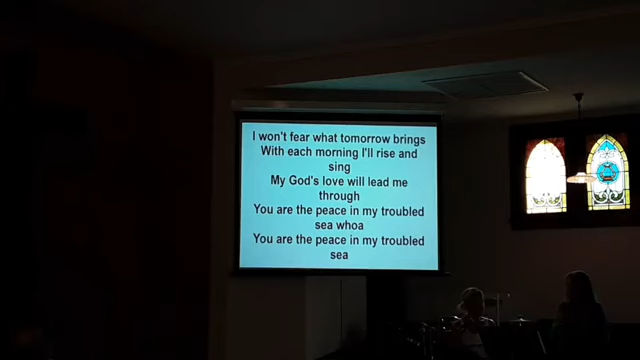 I won't fear what tomorrow brings
With each morning I'll rise and
sing
My God's love will lead me
through
You are the peace in my troubled
sea whoa
You are the peace in my troubled
sea